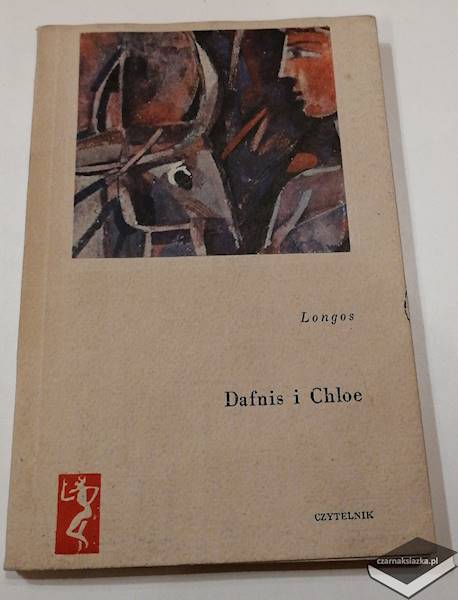 Longos
Dafnis i Chloe
CZYTELNIK
czarnaksiazka.pl